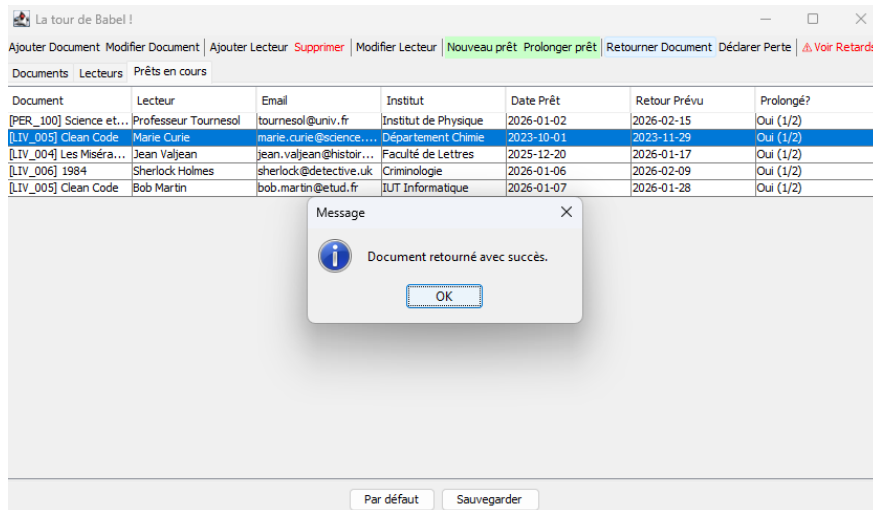 La tour de Babel !
Ajouter Document Modifier Document Ajouter Lecteur Supprimer Modifier Lecteur Nouveau prêt Prolonger prêt Retourner Document Déclarer Perte ⚠ Voir Retards
Documents Lecteurs Prêts en cours
Document Lecteur Email Institut Date Prêt Retour Prévu Prolongé?
[PER_100] Science et... Professeur Tournesol tournesol@univ.fr Institut de Physique 2026-01-02 2026-02-15 Oui (1/2)
[LIV_005] Clean Code Marie Curie marie.curie@science.... Département Chimie 2023-10-01 2023-11-29 Oui (1/2)
[LIV_004] Les Miséra... Jean Valjean jean.valjean@histoir... Faculté de Lettres 2025-12-20 2026-01-17 Oui (1/2)
[LIV_006] 1984 Sherlock Holmes sherlock@detective.uk Criminologie 2026-01-06 2026-02-09 Oui (1/2)
[LIV_005] Clean Code Bob Martin bob.martin@etud.fr IUT Informatique 2026-01-07 2026-01-28 Oui (1/2)
Message
Document retourné avec succès.
OK
Par défaut Sauvegarder